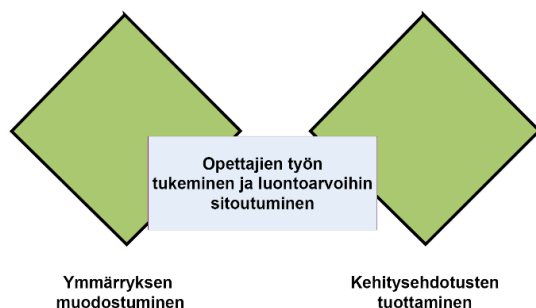 Opettajien työn
tukeminen ja luontoarvoihin
sitoutuminen
Ymmärryksen
muodostuminen
Kehitysehdotusten
tuottaminen